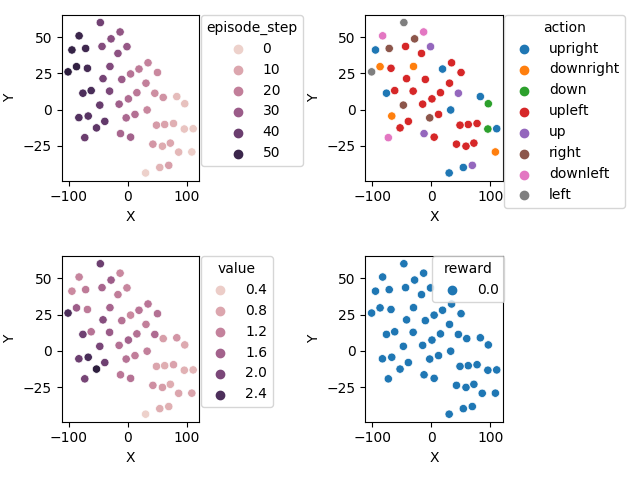 episode_step
0
10
20
30
40
50
50
25
0
−25
Y
−100
0
100
X
action
upright
downright
down
upleft
up
right
downleft
left
50
25
0
−25
Y
−100
0
100
X
value
0.4
0.8
1.2
1.6
2.0
2.4
50
25
0
−25
Y
−100
0
100
X
reward
0.0
50
25
0
−25
Y
−100
0
100
X